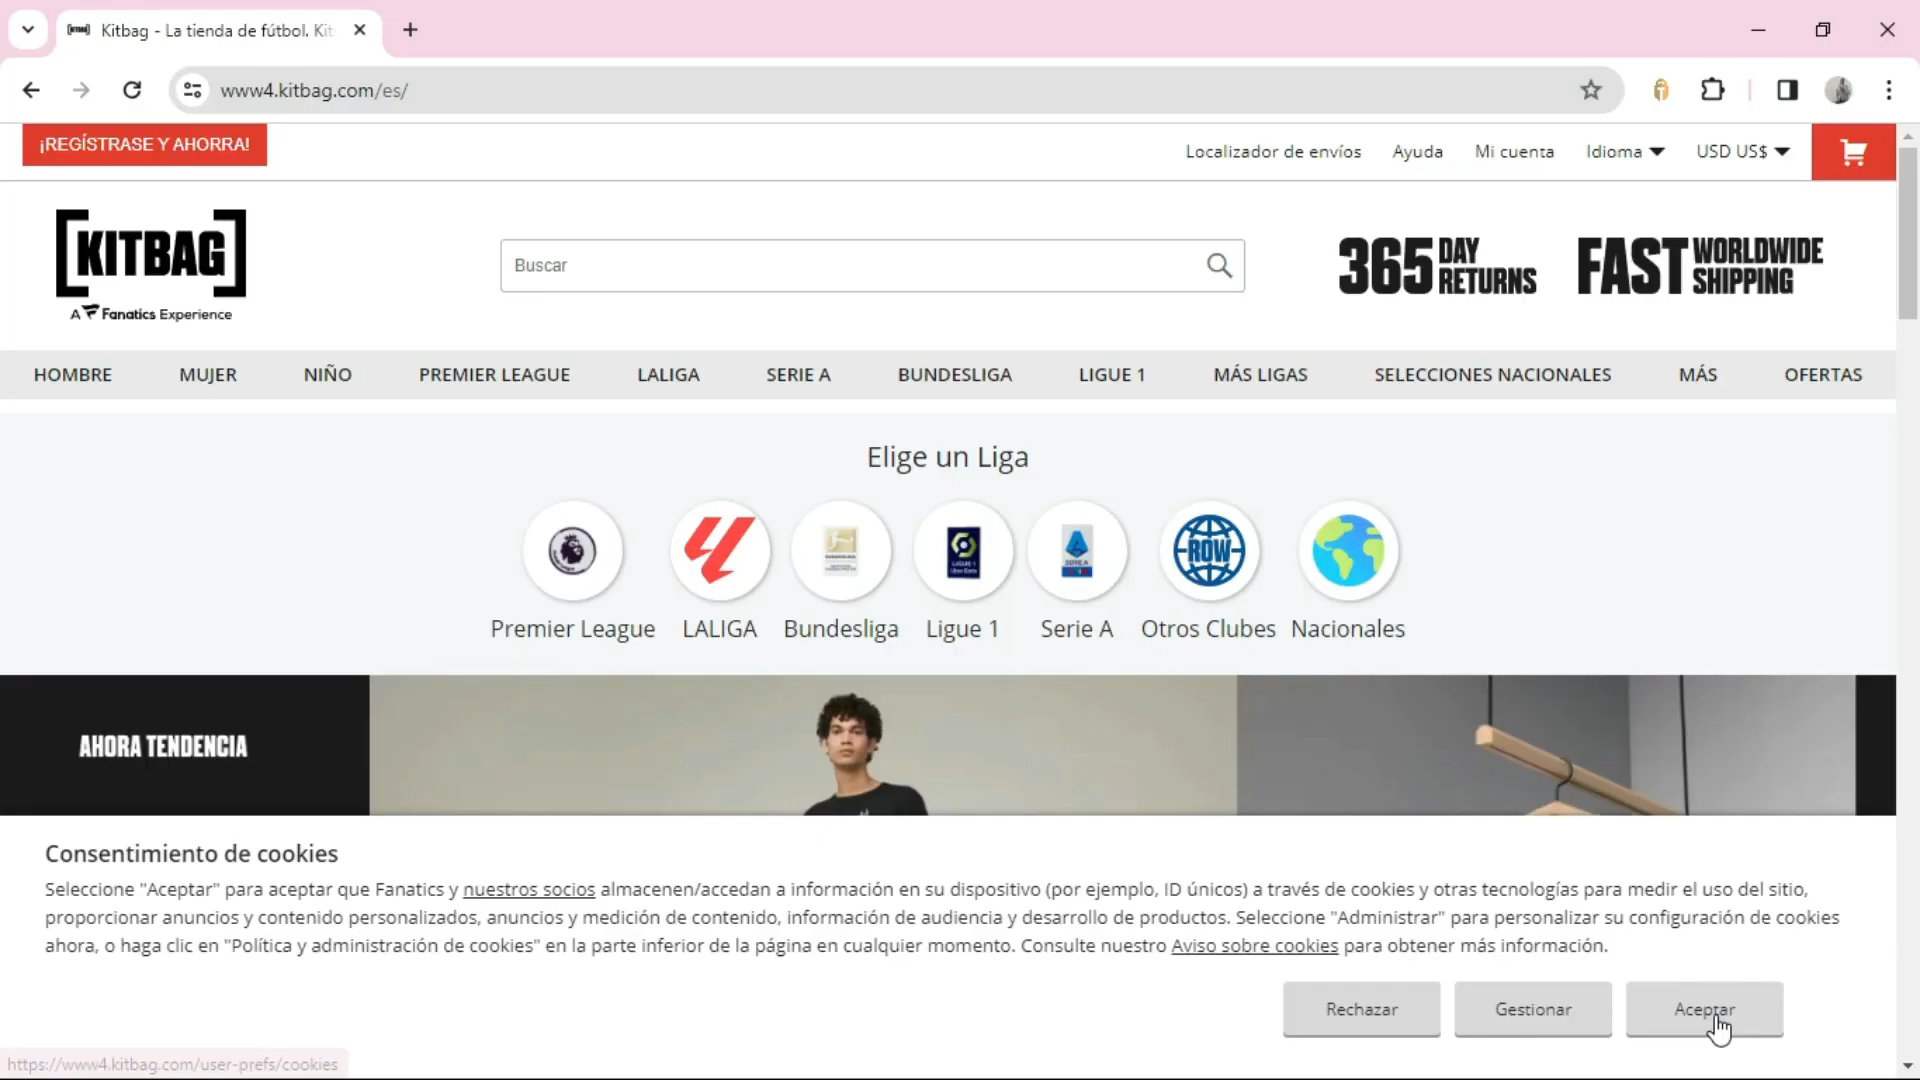 Kitbag - La tienda de fútbol. Kit
www4.kitbag.com/es/
¡REGÍSTRASE Y AHORRA!
Localizador de envíos
Ayuda
Mi cuenta
Idioma
USD US$
[KITBAG]
A Fanatics Experience
Buscar
365 DAY RETURNS
FAST WORLDWIDE SHIPPING
HOMBRE
MUJER
NIÑO
PREMIER LEAGUE
LALIGA
SERIE A
BUNDESLIGA
LIGUE 1
MÁS LIGAS
SELECCIONES NACIONALES
MÁS
OFERTAS
Elige un Liga
ROW
Premier League
LALIGA
Bundesliga
Ligue 1
Serie A
Otros Clubes
Nacionales
AHORA TENDENCIA
Consentimiento de cookies
Seleccione "Aceptar" para aceptar que Fanatics y nuestros socios almacenen/accedan a información en su dispositivo (por ejemplo, ID únicos) a través de cookies y otras tecnologías para medir el uso del sitio,
proporcionar anuncios y contenido personalizados, anuncios y medición de contenido, información de audiencia y desarrollo de productos. Seleccione "Administrar" para personalizar su configuración de cookies
ahora, o haga clic en "Política y administración de cookies" en la parte inferior de la página en cualquier momento. Consulte nuestro Aviso sobre cookies para obtener más información.
Rechazar
Gestionar
Aceptar
https://www4.kitbag.com/user-prefs/cookies